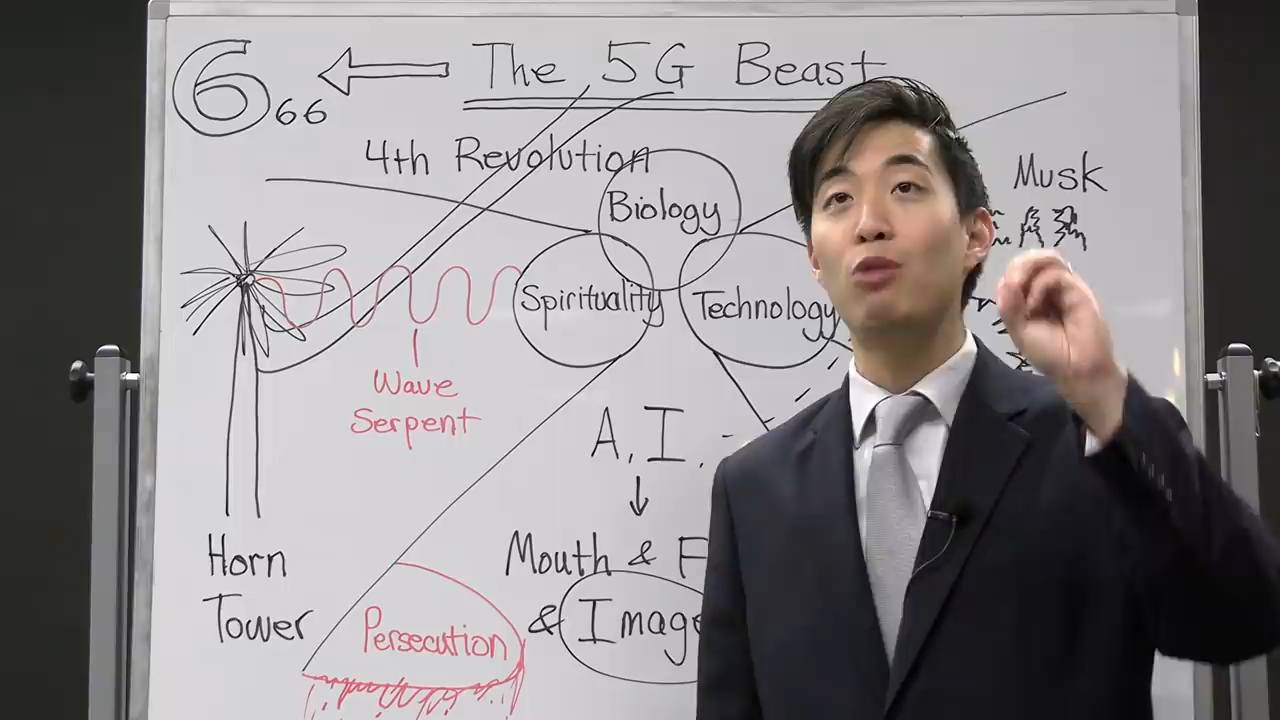 666 The 5G Beast
4th Revolution
Biology
Musk
Spirituality
Technology
Wave
Serpent
A.I.
Horn
Tower
Mouth &
& Image
Persecution